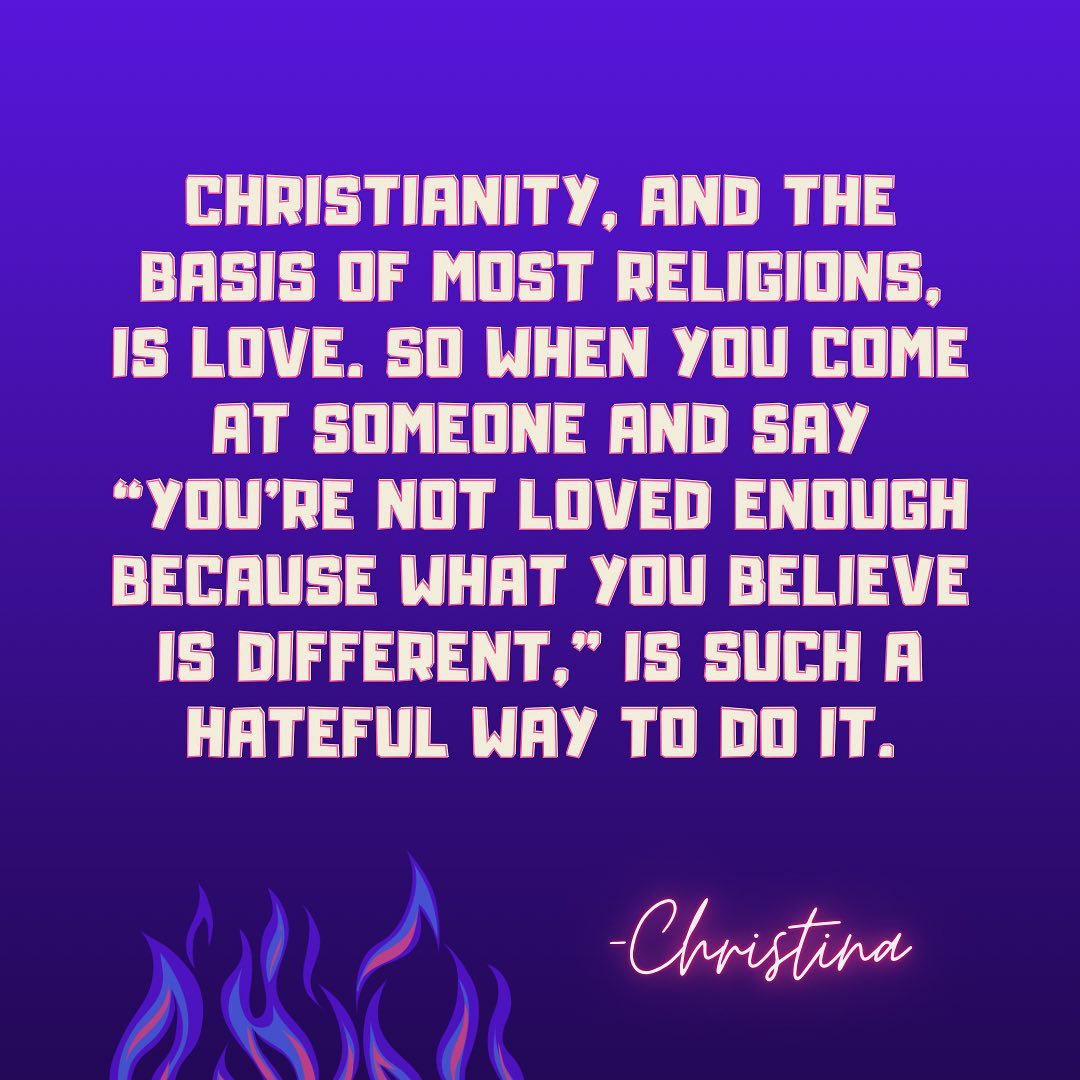 CHRISTIANITY, AND THE
BASIS OF MOST RELIGIONS,
IS LOVE. SO WHEN YOU COME
AT SOMEONE AND SAY
“YOU’RE NOT LOVED ENOUGH
BECAUSE WHAT YOU BELIEVE
IS DIFFERENT,” IS SUCH A
HATEFUL WAY TO DO IT.
-Christina